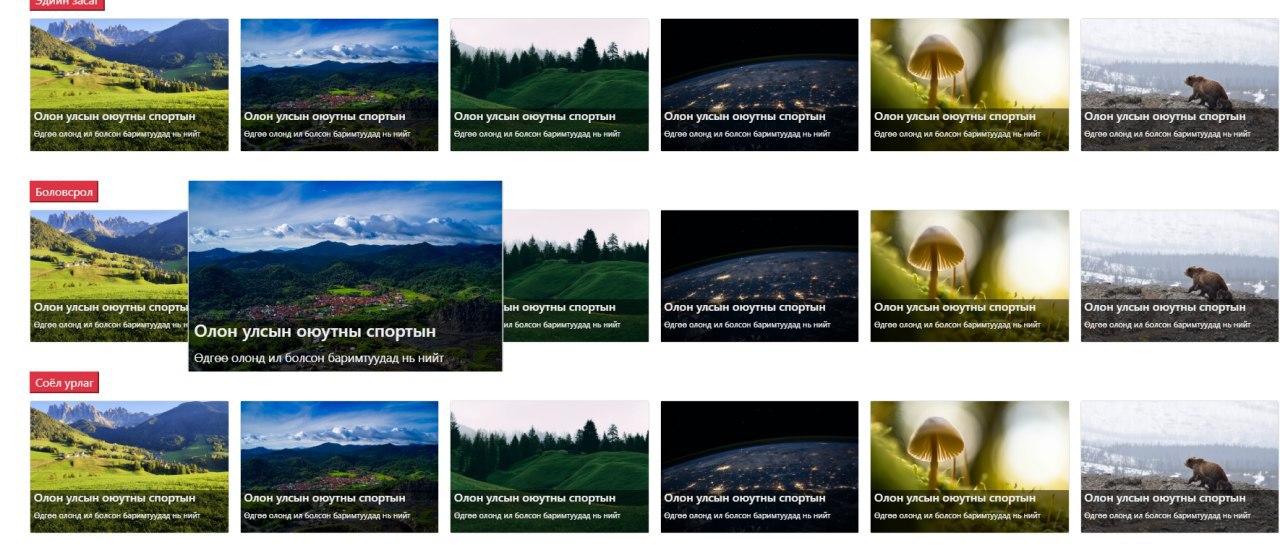 Эдийн засаг
Олон улсын оюутны спортын
Өдгөө олонд ил болсон баримтуудад нь нийт
Олон улсын оюутны спортын
Өдгөө олонд ил болсон баримтуудад нь нийт
Олон улсын оюутны спортын
Өдгөө олонд ил болсон баримтуудад нь нийт
Олон улсын оюутны спортын
Өдгөө олонд ил болсон баримтуудад нь нийт
Олон улсын оюутны спортын
Өдгөө олонд ил болсон баримтуудад нь нийт
Олон улсын оюутны спортын
Өдгөө олонд ил болсон баримтуудад нь нийт
Боловсрол
Олон улсын оюутны
Өдгөө олонд ил болсон баримтуудад нь
Олон улсын оюутны спортын
Өдгөө олонд ил болсон баримтуудад нь нийт
оюутны спортын
ил болсон баримтуудад нь нийт
Олон улсын оюутны спортын
Өдгөө олонд ил болсон баримтуудад нь нийт
Олон улсын оюутны спортын
Өдгөө олонд ил болсон баримтуудад нь нийт
Олон улсын оюутны спортын
Өдгөө олонд ил болсон баримтуудад нь нийт
Соёл урлаг
Олон улсын оюутны спортын
Өдгөө олонд ил болсон баримтуудад нь нийт
Олон улсын оюутны спортын
Өдгөө олонд ил болсон баримтуудад нь нийт
Олон улсын оюутны спортын
Өдгөө олонд ил болсон баримтуудад нь нийт
Олон улсын оюутны спортын
Өдгөө олонд ил болсон баримтуудад нь нийт
Олон улсын оюутны спортын
Өдгөө олонд ил болсон баримтуудад нь нийт
Олон улсын оюутны спортын
Өдгөө олонд ил болсон баримтуудад нь нийт